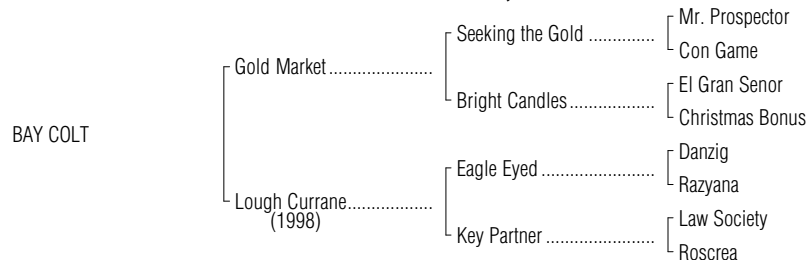 Mr. Prospector
Seeking the Gold ..............
Con Game
Gold Market ......................
El Gran Senor
Bright Candles..................
Christmas Bonus
BAY COLT
Danzig
Eagle Eyed ........................
Razyana
Lough Currane..................
(1998)
Law Society
Key Partner .......................
Roscrea